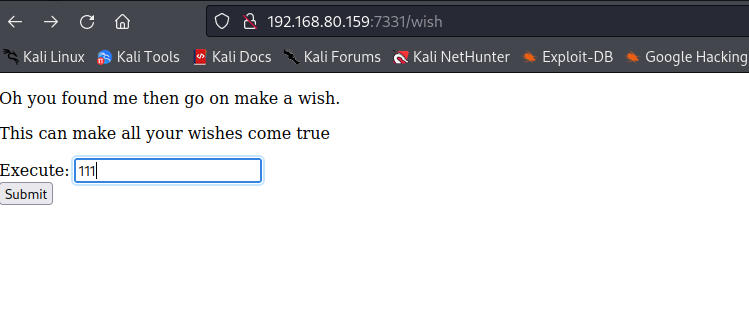 192.168.80.159:7331/wish
Kali Linux Kali Tools Kali Docs Kali Forums Kali NetHunter Exploit-DB Google Hacking
Oh you found me then go on make a wish.
This can make all your wishes come true
Execute: 111
Submit